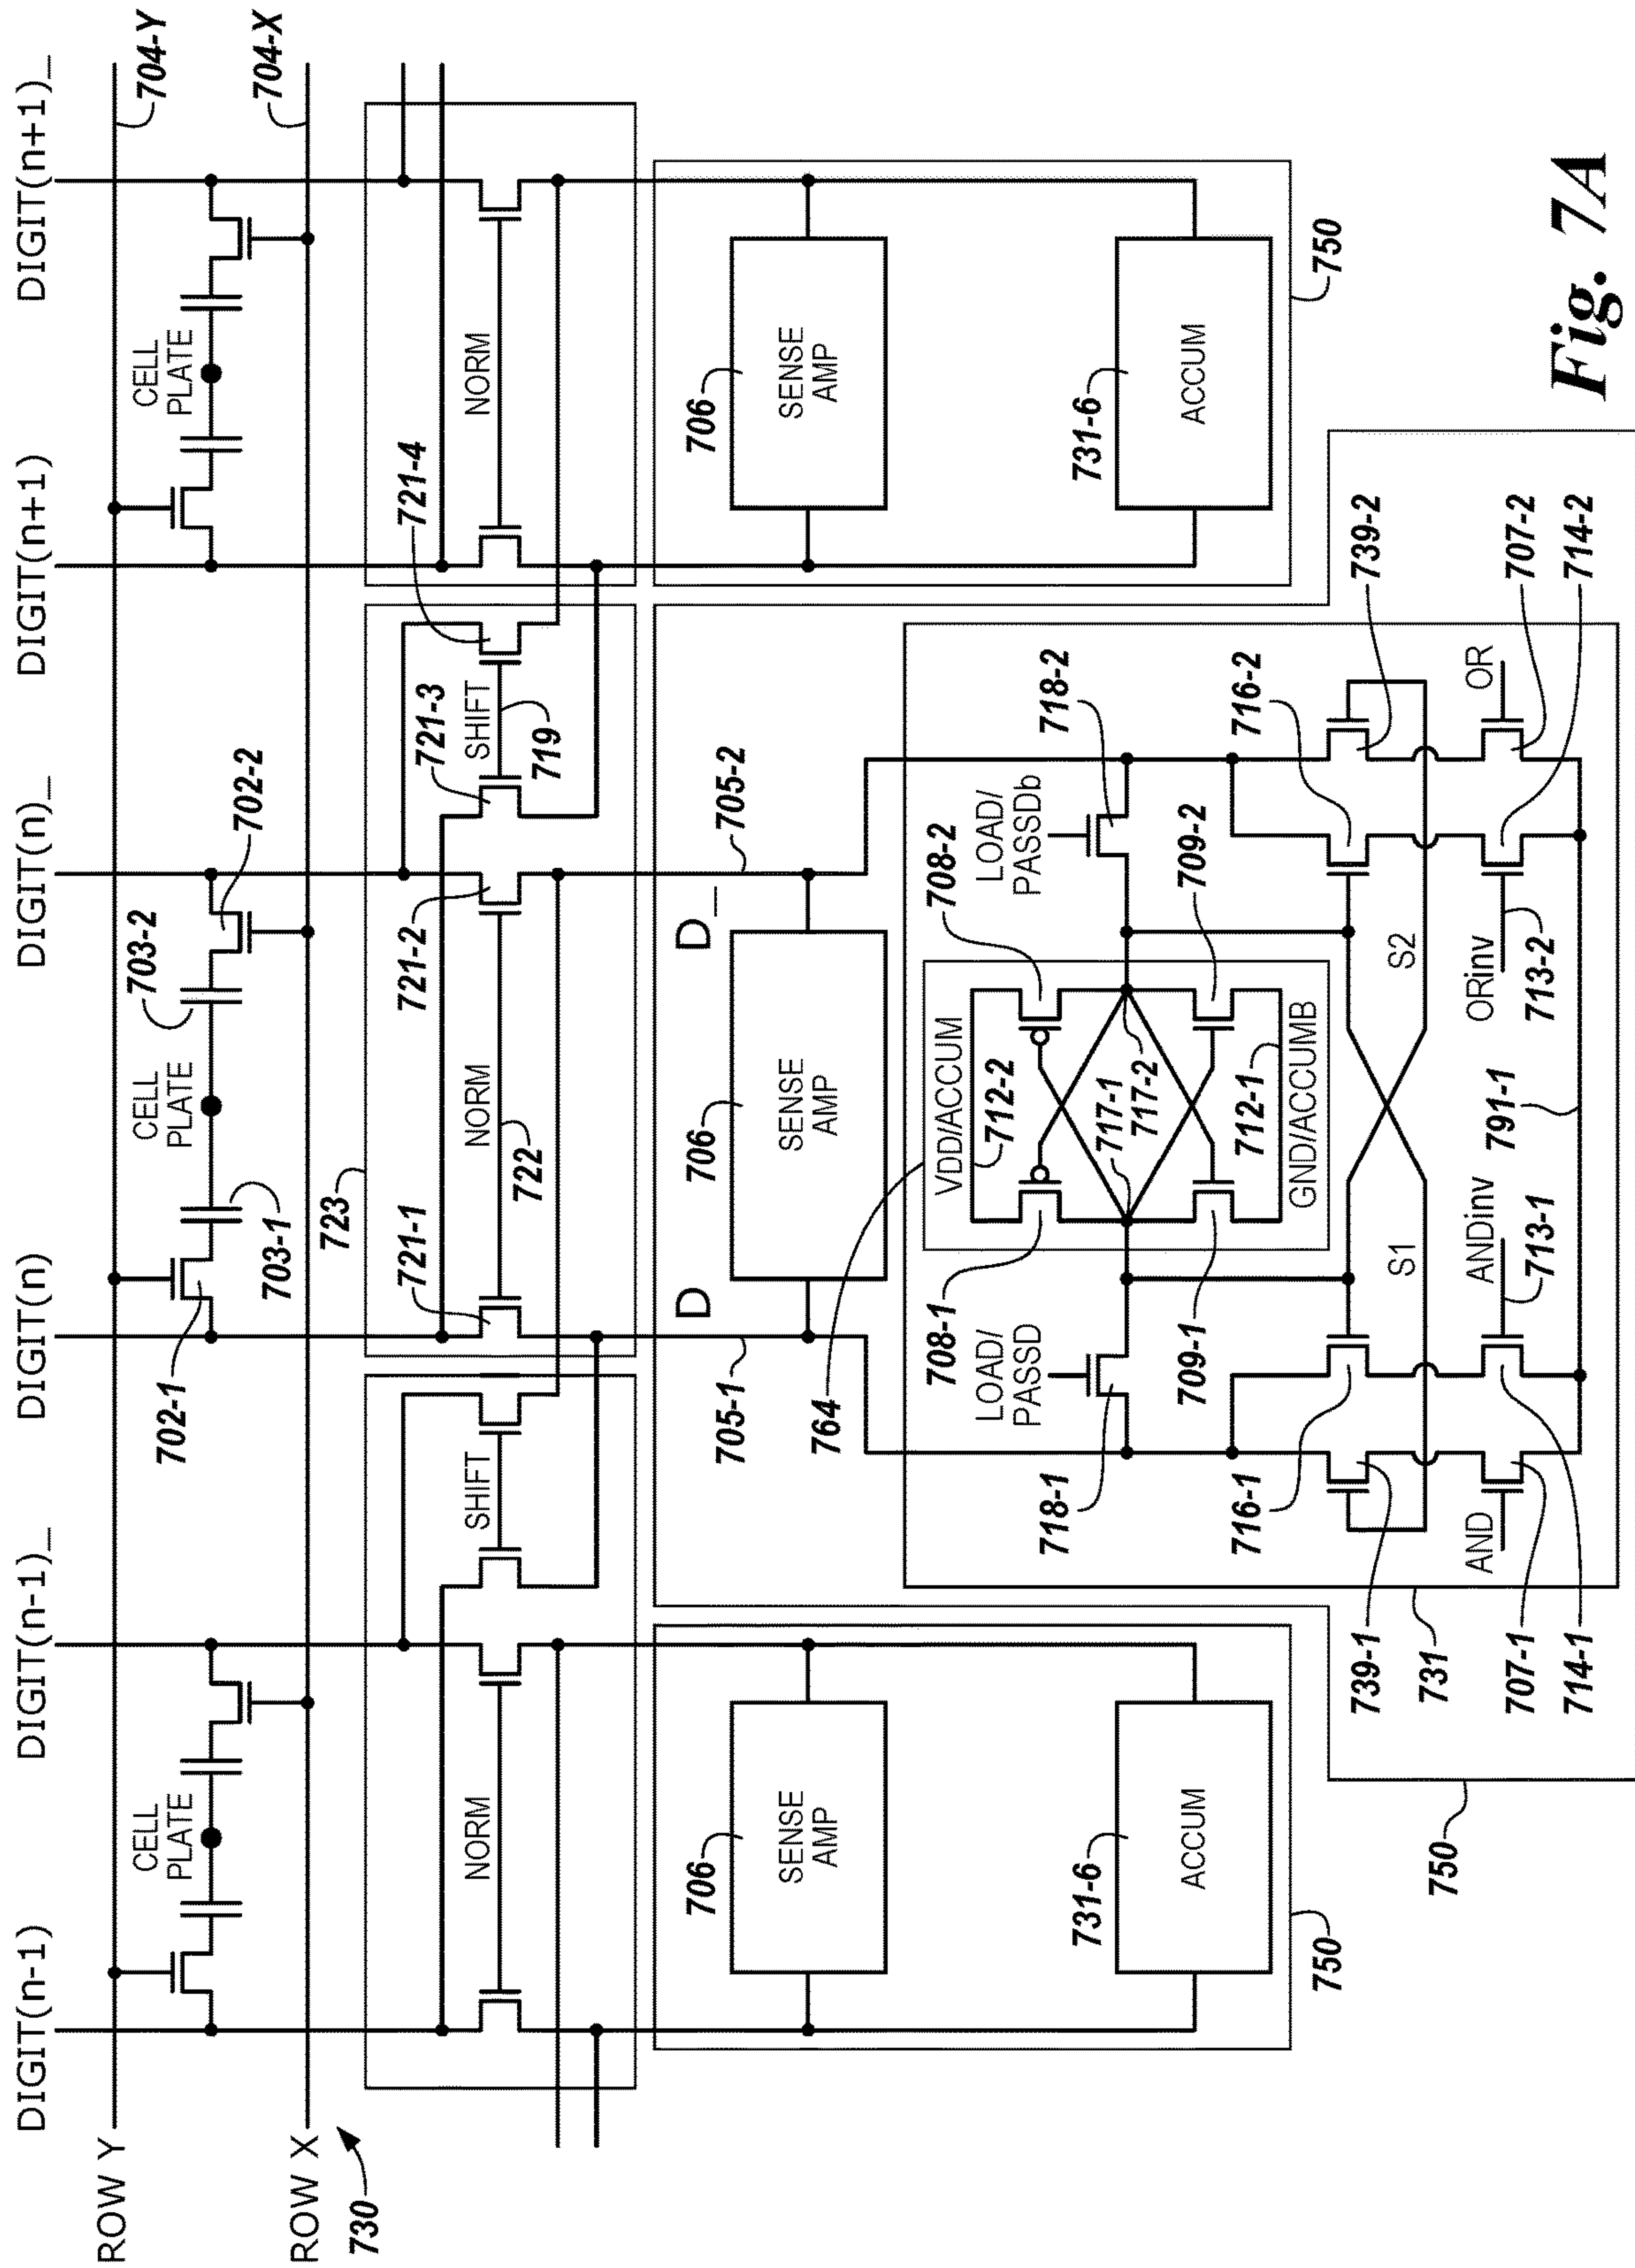 DIGIT(n-1)
DIGIT(n-1)_
DIGIT(n)
DIGIT(n)_
DIGIT(n+1)
DIGIT(n+1)_
ROW Y
704-Y
CELL
PLATE
702-1
703-1
CELL
PLATE
703-2
702-2
CELL
PLATE
ROW X
704-X
730
723
NORM
SHIFT
721-1
NORM
722
721-2
721-3
SHIFT
719
721-4
NORM
705-1
D
D_
705-2
706
SENSE
AMP
706
SENSE
AMP
706
SENSE
AMP
764
LOAD/
PASSD
718-1
708-1
VDD/ACCUM
712-2
708-2
LOAD/
PASSDb
718-2
717-1
717-2
709-1
712-1
GND/ACCUMB
709-2
731-6
ACCUM
731-6
ACCUM
750
750
716-1
716-2
739-1
739-2
S1
S2
731
AND
ANDinv
713-1
ORinv
713-2
OR
707-1
707-2
714-1
714-2
791-1
750
Fig. 7A